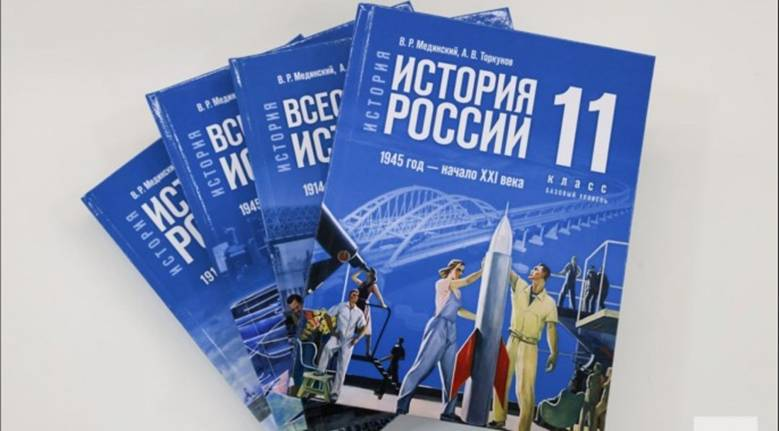 В. Р. Мединский, А. В. Торкунов
ИСТОРИЯ
ИСТОРИЯ
РОССИИ
11
КЛАСС
БАЗОВЫЙ УРОВЕНЬ
1945 год — начало XXI века
В. Р. Мединский, А.
ИСТОРИЯ
ВСЕО
ИСТ
1914
В. Р. Мединский
ИСТОРИЯ
ВСЕ
ИС
1945
В. Р. Мединский
ИСТОРИЯ
ИСТ
РО
191